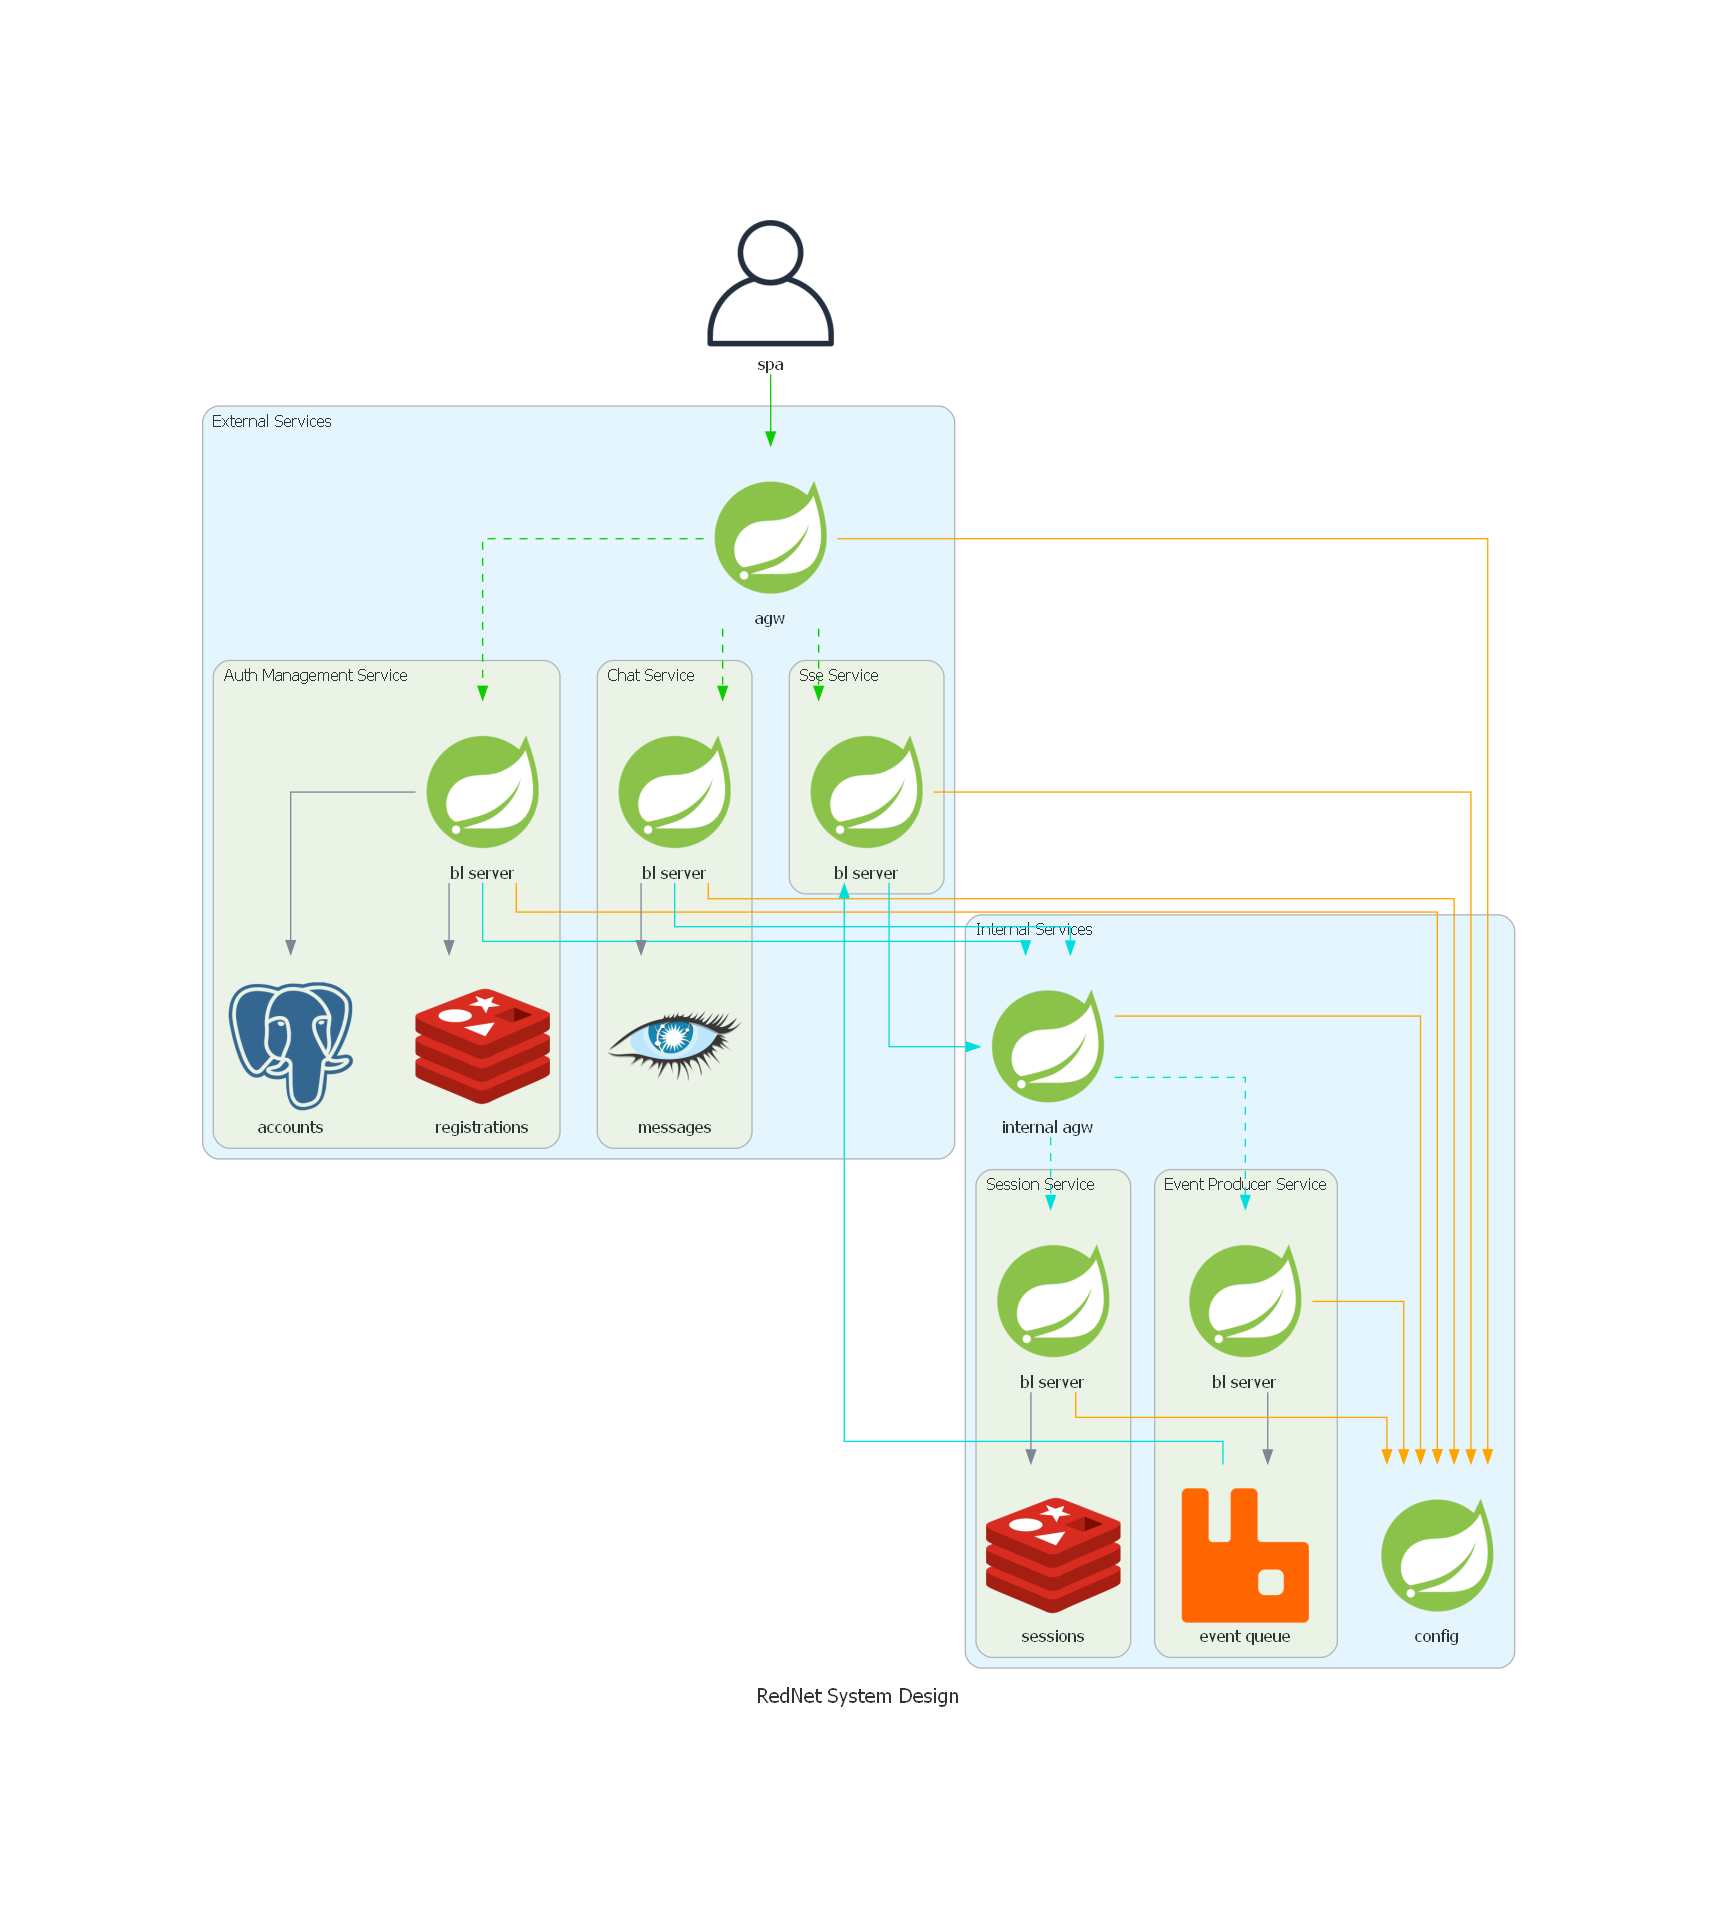 spa
External Services
agw
Auth Management Service
Chat Service
Sse Service
bl server
bl server
bl server
Internal Services
accounts
registrations
messages
internal agw
Session Service
Event Producer Service
bl server
bl server
sessions
event queue
config
RedNet System Design